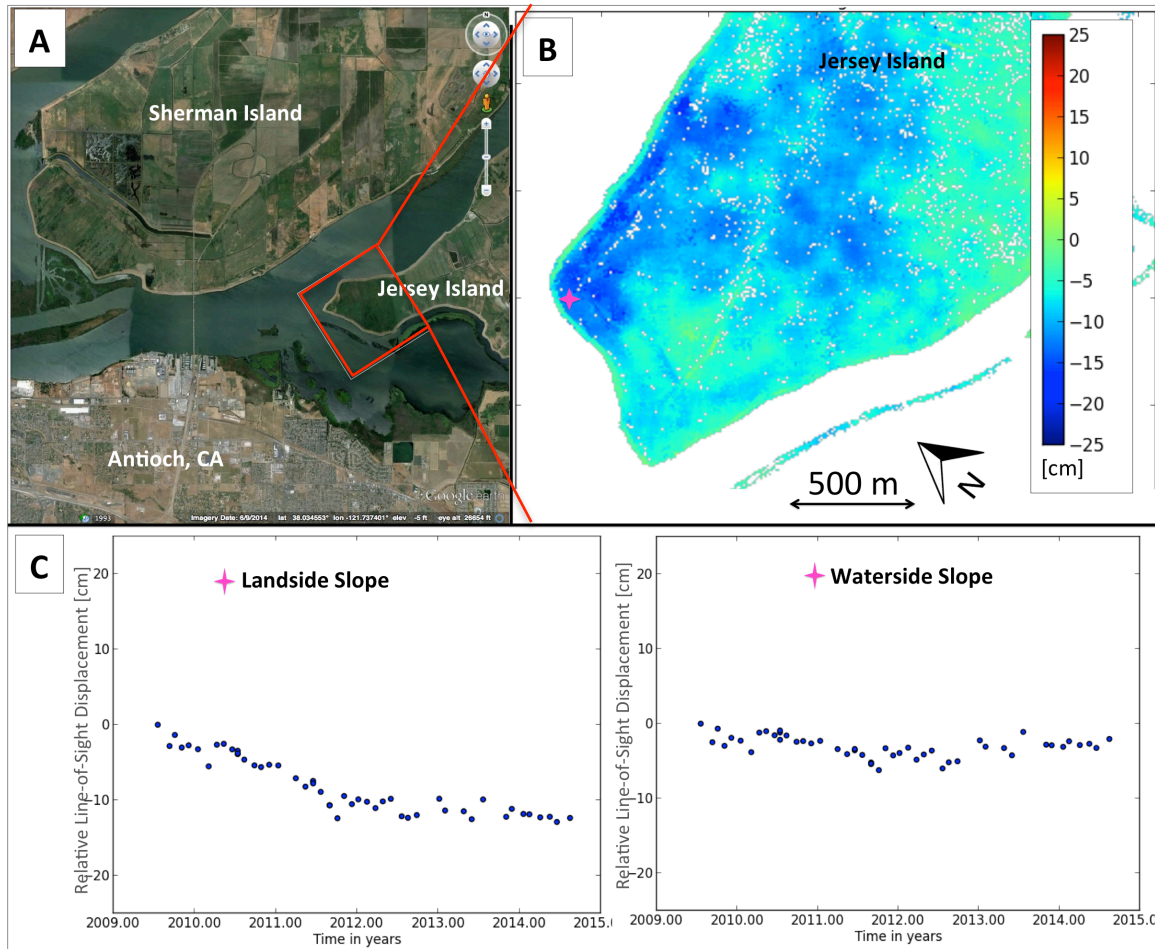 A
N
Sherman Island
Jersey Island
Antioch, CA
Google earth
1993
Imagery Date: 6/9/2014 lat 38.034553° lon -121.737401° elev -5 ft eye alt 26654 ft
B
Jersey Island
25
20
15
10
5
0
−5
−10
−15
−20
−25
[cm]
500 m
N
C
Relative Line-of-Sight Displacement [cm]
20
10
0
−10
−20
Landside Slope
2009.00 2010.00 2011.00 2012.00 2013.00 2014.00 2015.
Time in years
Relative Line-of-Sight Displacement [cm]
20
10
0
−10
−20
Waterside Slope
2009.00 2010.00 2011.00 2012.00 2013.00 2014.00 2015.0
Time in years